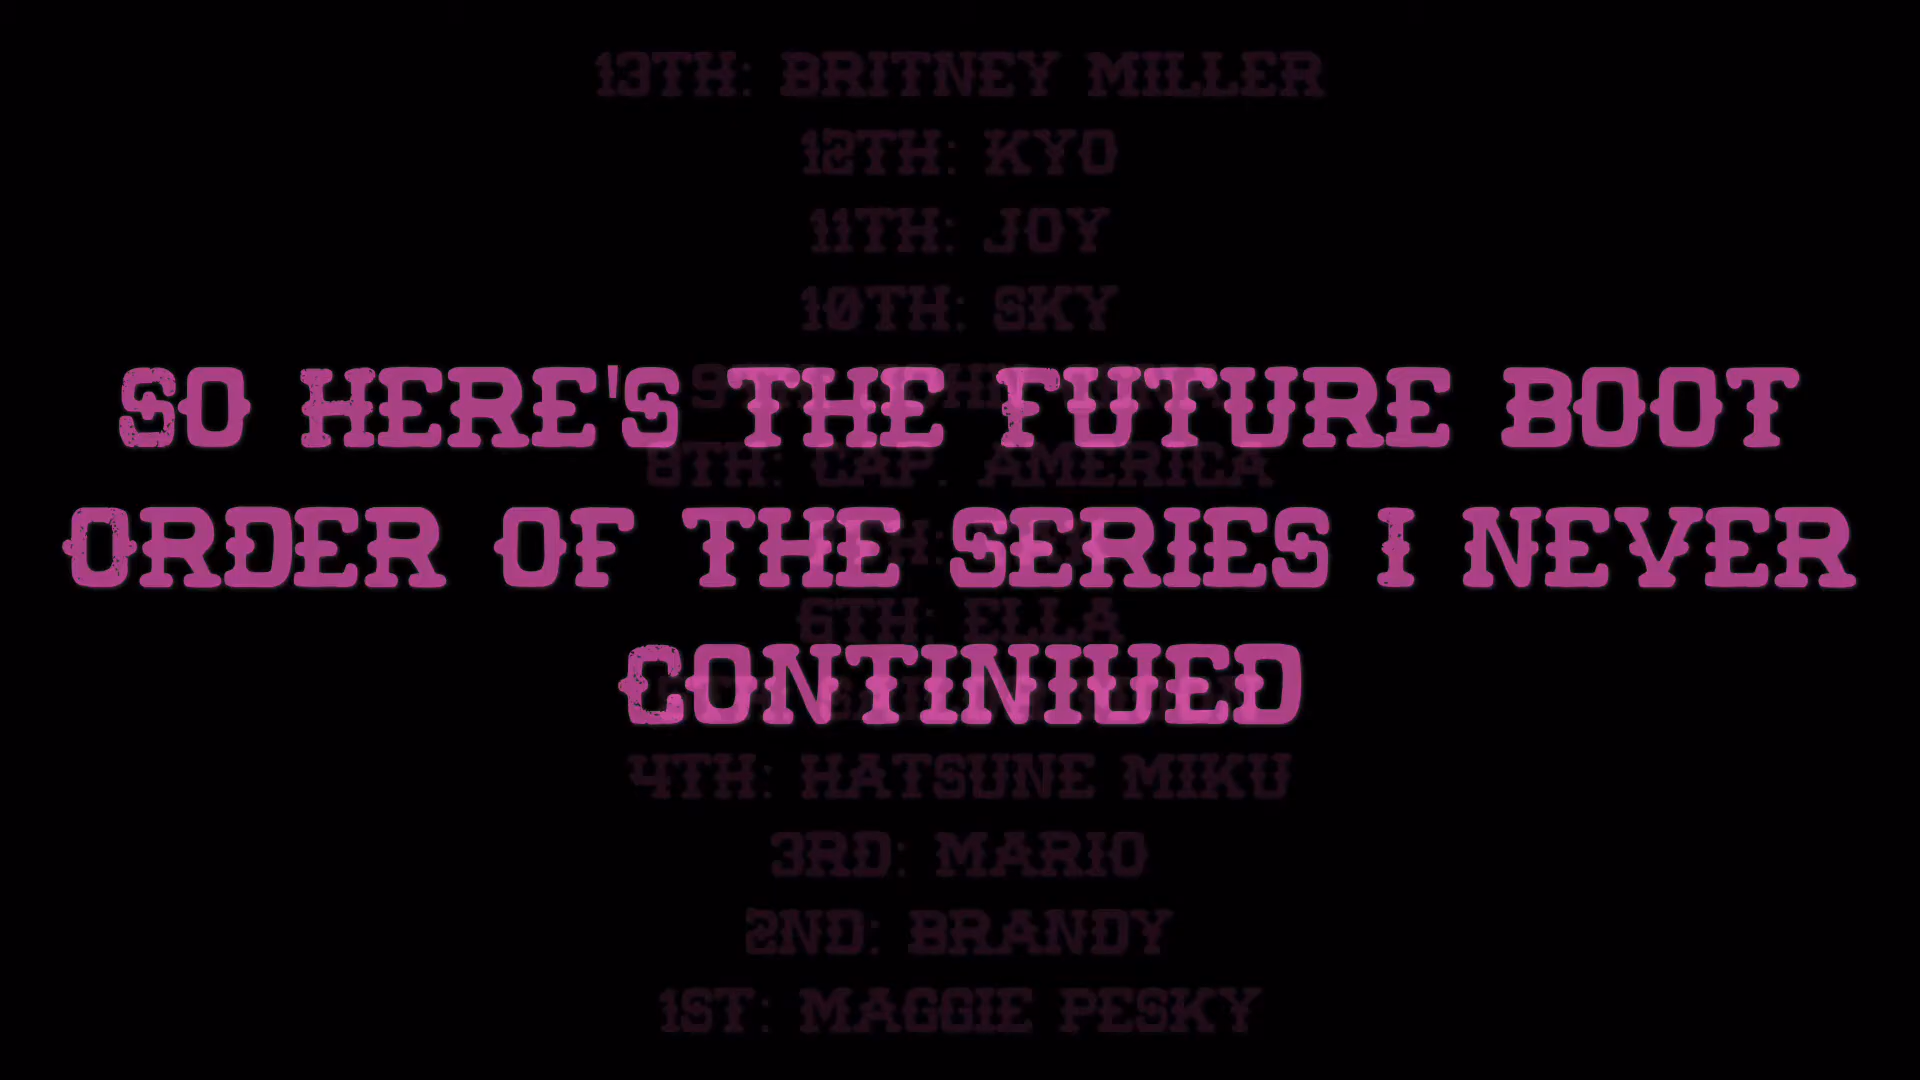 13TH: BRITNEY MILLER
12TH: KYO
11TH: JOY
10TH: SKY
9TH:
SO HERE'S THE FUTURE BOOT
8TH: CAP. AMERICA
ORDER OF THE SERIES I NEVER
6TH: ELLA
CONTINIUED
4TH: HATSUNE MIKU
3RD: MARIO
2ND: BRANDY
1ST: MAGGIE PESKY